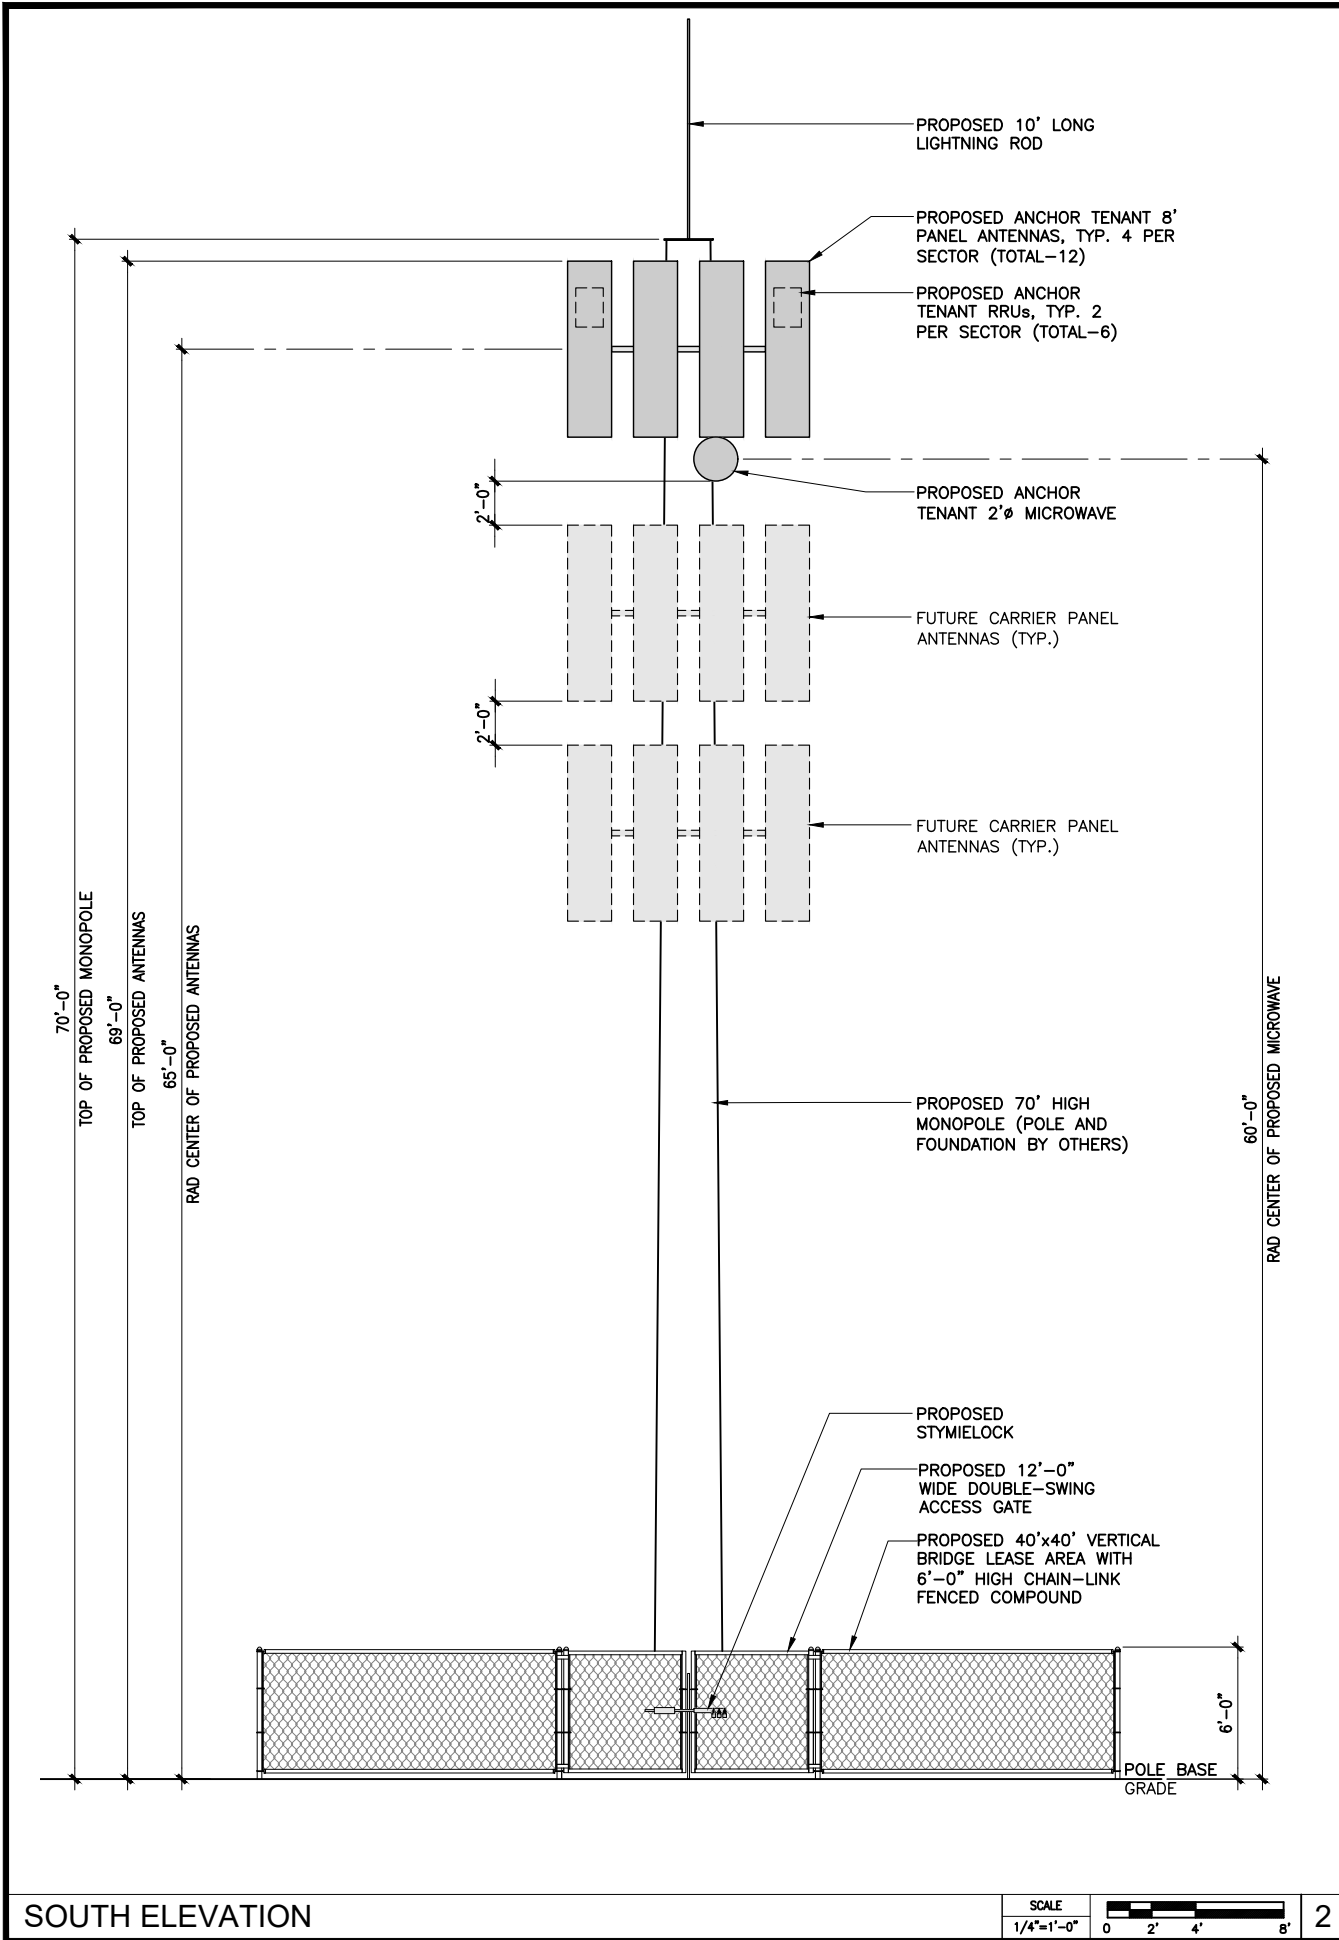 PROPOSED 10' LONG
LIGHTNING ROD
PROPOSED ANCHOR TENANT 8'
PANEL ANTENNAS, TYP. 4 PER
SECTOR (TOTAL-12)
PROPOSED ANCHOR
TENANT RRUs, TYP. 2
PER SECTOR (TOTAL-6)
2'-0"
PROPOSED ANCHOR
TENANT 2'ø MICROWAVE
FUTURE CARRIER PANEL
ANTENNAS (TYP.)
2'-0"
FUTURE CARRIER PANEL
ANTENNAS (TYP.)
70'-0"
TOP OF PROPOSED MONOPOLE
69'-0"
TOP OF PROPOSED ANTENNAS
65'-0"
RAD CENTER OF PROPOSED ANTENNAS
60'-0"
RAD CENTER OF PROPOSED MICROWAVE
PROPOSED 70' HIGH
MONOPOLE (POLE AND
FOUNDATION BY OTHERS)
PROPOSED
STYMIELOCK
PROPOSED 12'-0"
WIDE DOUBLE-SWING
ACCESS GATE
PROPOSED 40'x40' VERTICAL
BRIDGE LEASE AREA WITH
6'-0" HIGH CHAIN-LINK
FENCED COMPOUND
6'-0"
POLE BASE
GRADE
SOUTH ELEVATION
SCALE
1/4"=1'-0"
0 2' 4' 8'
2